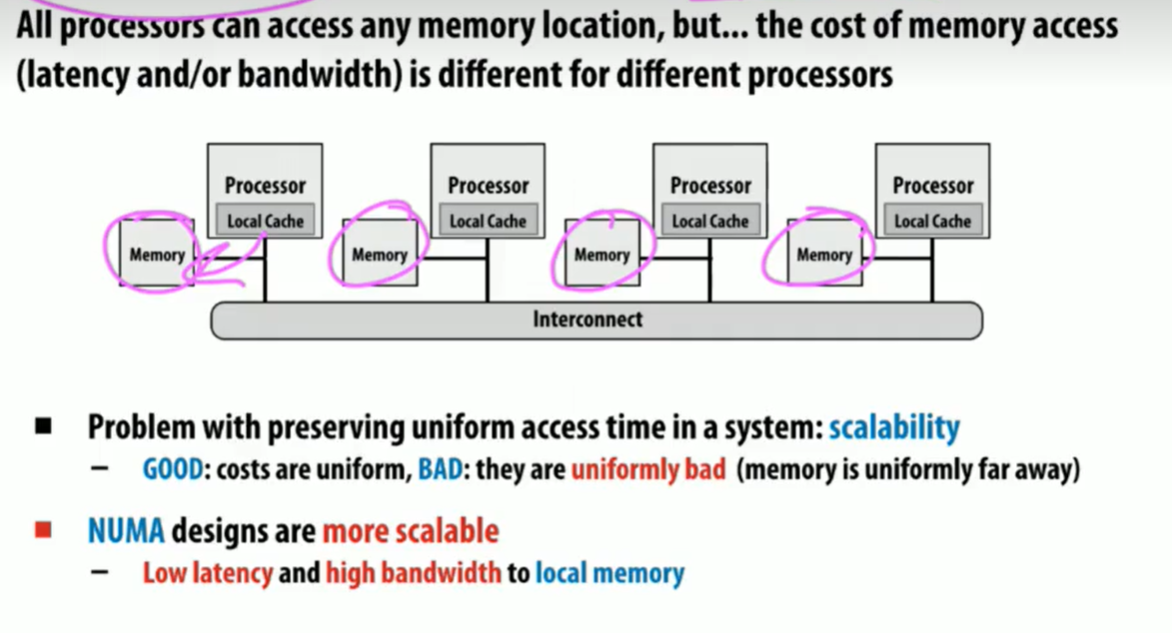 All processors can access any memory location, but... the cost of memory access
(latency and/or bandwidth) is different for different processors
Processor Processor Processor Processor
Local Cache Local Cache Local Cache Local Cache
Memory Memory Memory Memory
Interconnect
■ Problem with preserving uniform access time in a system: scalability
– GOOD: costs are uniform, BAD: they are uniformly bad (memory is uniformly far away)
■ NUMA designs are more scalable
– Low latency and high bandwidth to local memory